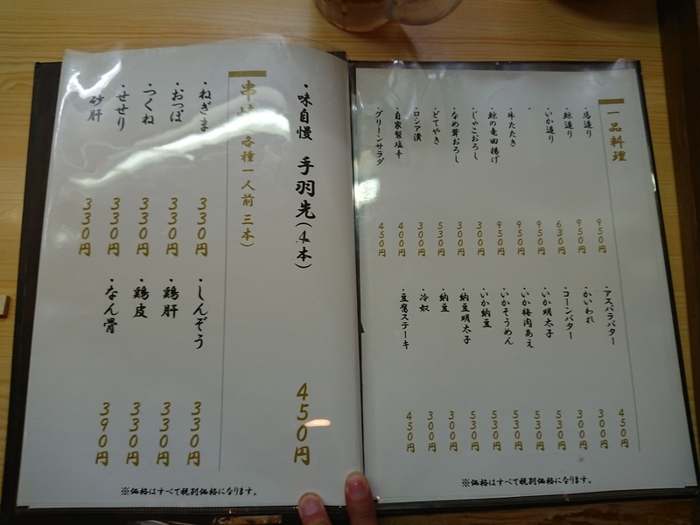 一品料理
・馬造り 950円
・鯨造り 950円
・いか造り 630円
・ 950円
・牛たたき 950円
・鯨の竜田揚げ 950円
・じゃこおろし 300円
・なめ茸おろし 300円
・どてやき 530円
・ロシア漬 300円
・自家製塩辛 400円
・グリーンサラダ 450円
・アスパラバター 450円
・かいわれ 300円
・コーンバター 300円
・いか明太子 530円
・いか梅肉あえ 530円
・いかそうめん 530円
・いか納豆 530円
・納豆明太子 530円
・納豆 300円
・冷奴 300円
・豆腐ステーキ 450円
※価格はすべて税別価格になります。
・味自慢 手羽先(4本) 450円
串 各種一人前 三本)
・ねぎま 330円
・おっぽ 330円
・つくね 330円
・せせり 330円
・砂肝 330円
・しんぞう 330円
・鶏肝 330円
・鶏皮 330円
・なん骨 390円
※価格はすべて税別価格になります。